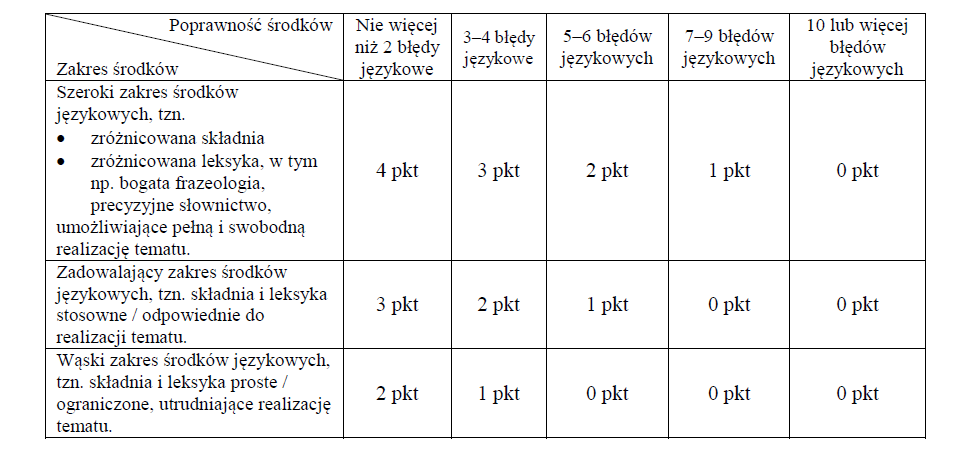 Poprawność środków
Zakres środków
Nie więcej
niż 2 błędy
językowe
3–4 błędy
językowe
5–6 błędów
językowych
7–9 błędów
językowych
10 lub więcej
błędów
językowych
Szeroki zakres środków
językowych, tzn.
• zróżnicowana składnia
• zróżnicowana leksyka, w tym
np. bogata frazeologia,
precyzyjne słownictwo,
umożliwiające pełną i swobodną
realizację tematu.
4 pkt
3 pkt
2 pkt
1 pkt
0 pkt
Zadowalający zakres środków
językowych, tzn. składnia i leksyka
stosowne / odpowiednie do
realizacji tematu.
3 pkt
2 pkt
1 pkt
0 pkt
0 pkt
Wąski zakres środków językowych,
tzn. składnia i leksyka proste /
ograniczone, utrudniające realizację
tematu.
2 pkt
1 pkt
0 pkt
0 pkt
0 pkt